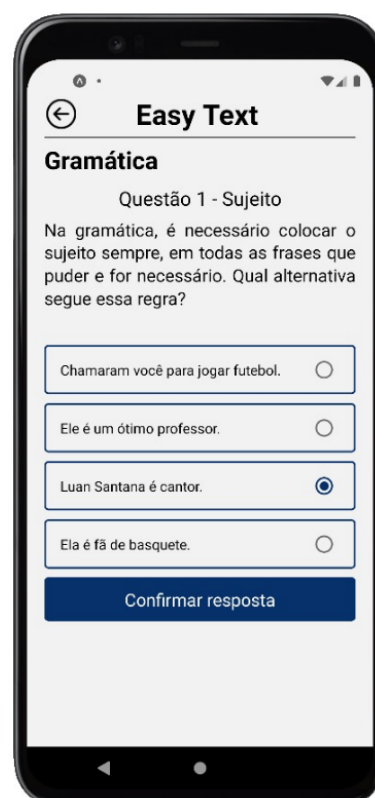 Easy Text
Gramática
Questão 1 - Sujeito
Na gramática, é necessário colocar o
sujeito sempre, em todas as frases que
puder e for necessário. Qual alternativa
segue essa regra?
Chamaram você para jogar futebol.
Ele é um ótimo professor.
Luan Santana é cantor.
Ela é fã de basquete.
Confirmar resposta